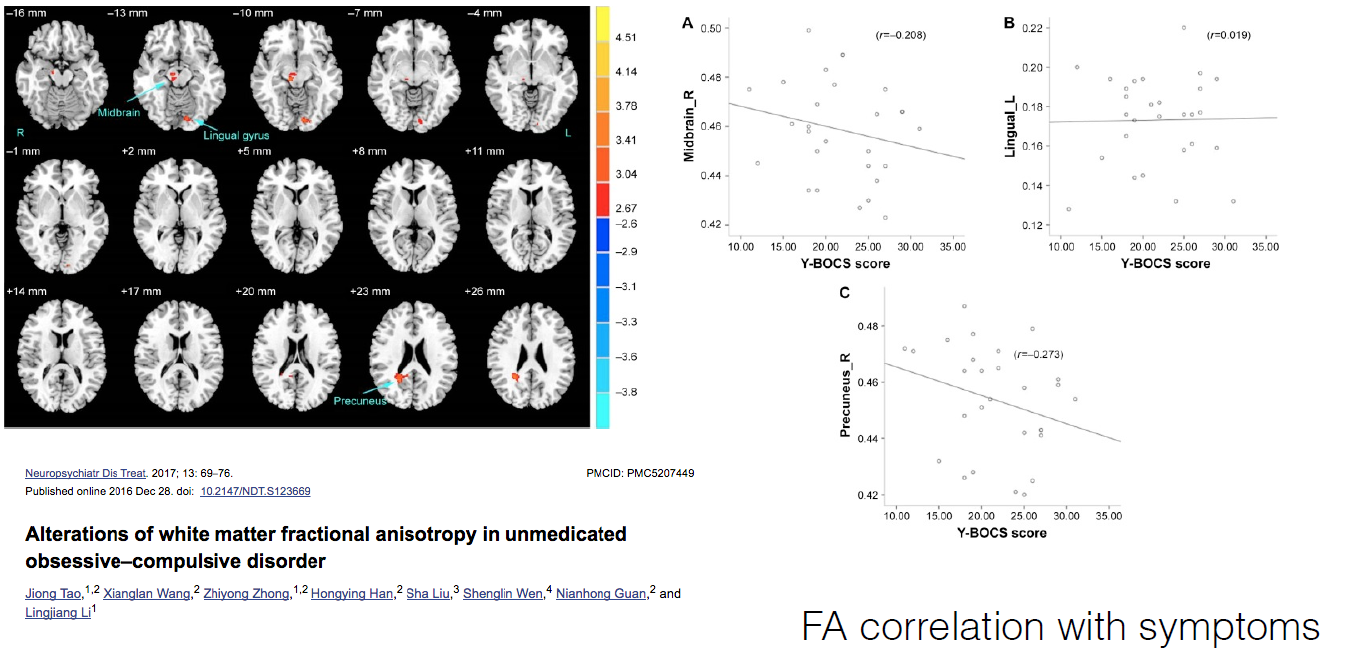 −16 mm
−13 mm
−10 mm
−7 mm
−4 mm
Midbrain
Lingual gyrus
R
L
−1 mm
+2 mm
+5 mm
+8 mm
+11 mm
+14 mm
+17 mm
+20 mm
+23 mm
+26 mm
Precuneus
4.51
4.14
3.78
3.41
3.04
2.67
−2.6
−2.9
−3.1
−3.3
−3.6
−3.8
A
(r=−0.208)
Midbrain_R
0.50
0.48
0.46
0.44
0.42
10.00 15.00 20.00 25.00 30.00 35.00
Y-BOCS score
B
(r=0.019)
Lingual_L
0.22
0.20
0.18
0.16
0.14
0.12
10.00 15.00 20.00 25.00 30.00 35.00
Y-BOCS score
C
(r=−0.273)
Precuneus_R
0.48
0.46
0.44
0.42
10.00 15.00 20.00 25.00 30.00 35.00
Y-BOCS score
Neuropsychiatr Dis Treat. 2017; 13: 69–76.
PMCID: PMC5207449
Published online 2016 Dec 28. doi: 10.2147/NDT.S123669
Alterations of white matter fractional anisotropy in unmedicated
obsessive–compulsive disorder
Jiong Tao,1,2 Xianglan Wang,2 Zhiyong Zhong,1,2 Hongying Han,2 Sha Liu,3 Shenglin Wen,4 Nianhong Guan,2 and
Lingjiang Li1
FA correlation with symptoms